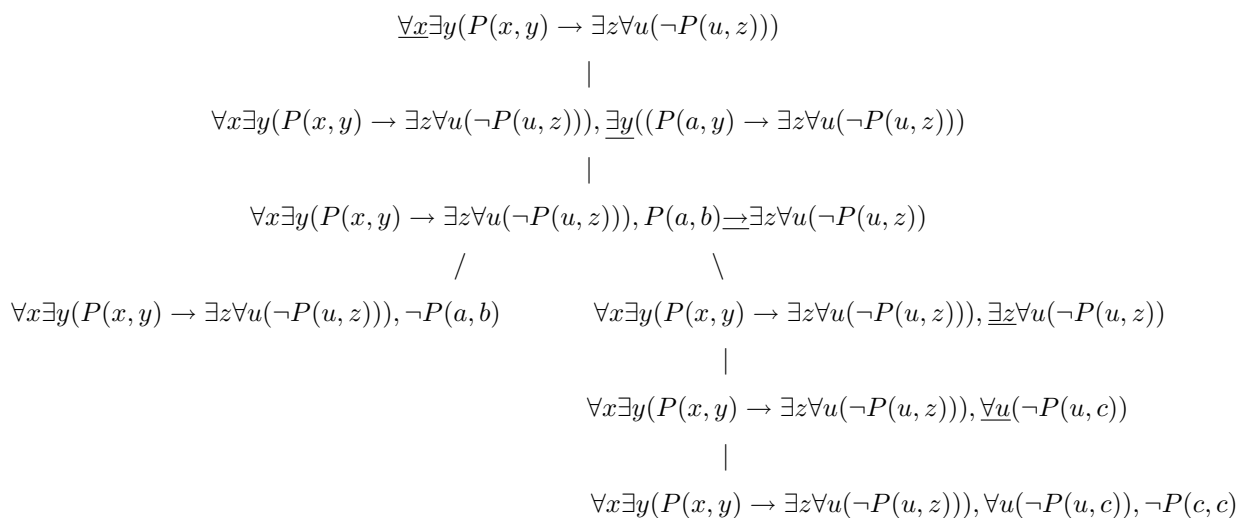 ∀x∃y(P(x, y) → ∃z∀u(¬P(u, z)))
|
∀x∃y(P(x, y) → ∃z∀u(¬P(u, z))), ∃y((P(a, y) → ∃z∀u(¬P(u, z)))
|
∀x∃y(P(x, y) → ∃z∀u(¬P(u, z))), P(a, b)→∃z∀u(¬P(u, z))
/ \
∀x∃y(P(x, y) → ∃z∀u(¬P(u, z))), ¬P(a, b) ∀x∃y(P(x, y) → ∃z∀u(¬P(u, z))), ∃z∀u(¬P(u, z))
|
∀x∃y(P(x, y) → ∃z∀u(¬P(u, z))), ∀u(¬P(u, c))
|
∀x∃y(P(x, y) → ∃z∀u(¬P(u, z))), ∀u(¬P(u, c)), ¬P(c, c)